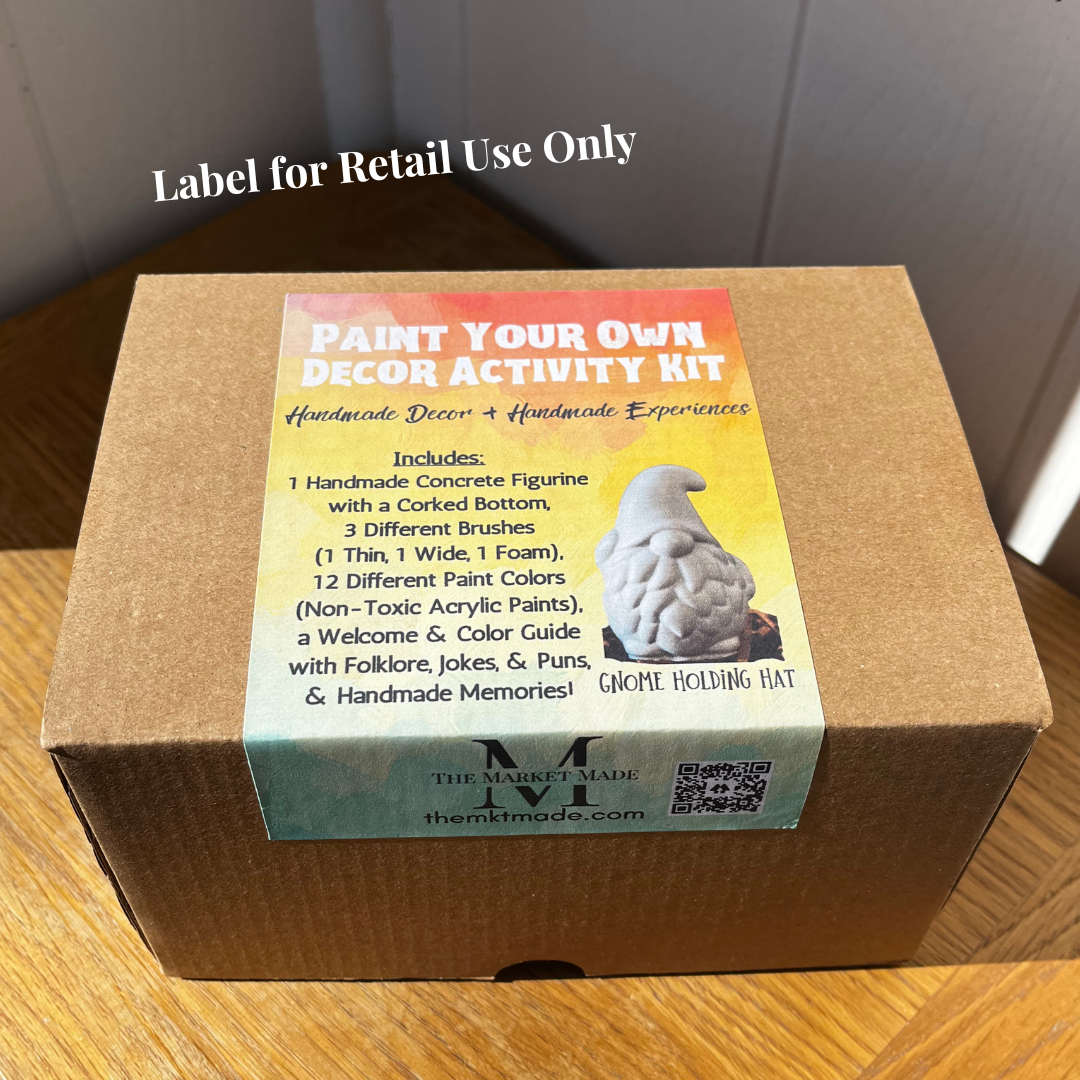 Label for Retail Use Only
PAINT YOUR OWN
DECOR ACTIVITY KIT
Handmade Decor + Handmade Experiences
Includes:
1 Handmade Concrete Figurine
with a Corked Bottom,
3 Different Brushes
(1 Thin, 1 Wide, 1 Foam),
12 Different Paint Colors
(Non-Toxic Acrylic Paints),
a Welcome & Color Guide
with Folklore, Jokes, & Puns,
& Handmade Memories!
GNOME HOLDING HAT
M
THE MARKET MADE
themktmade.com